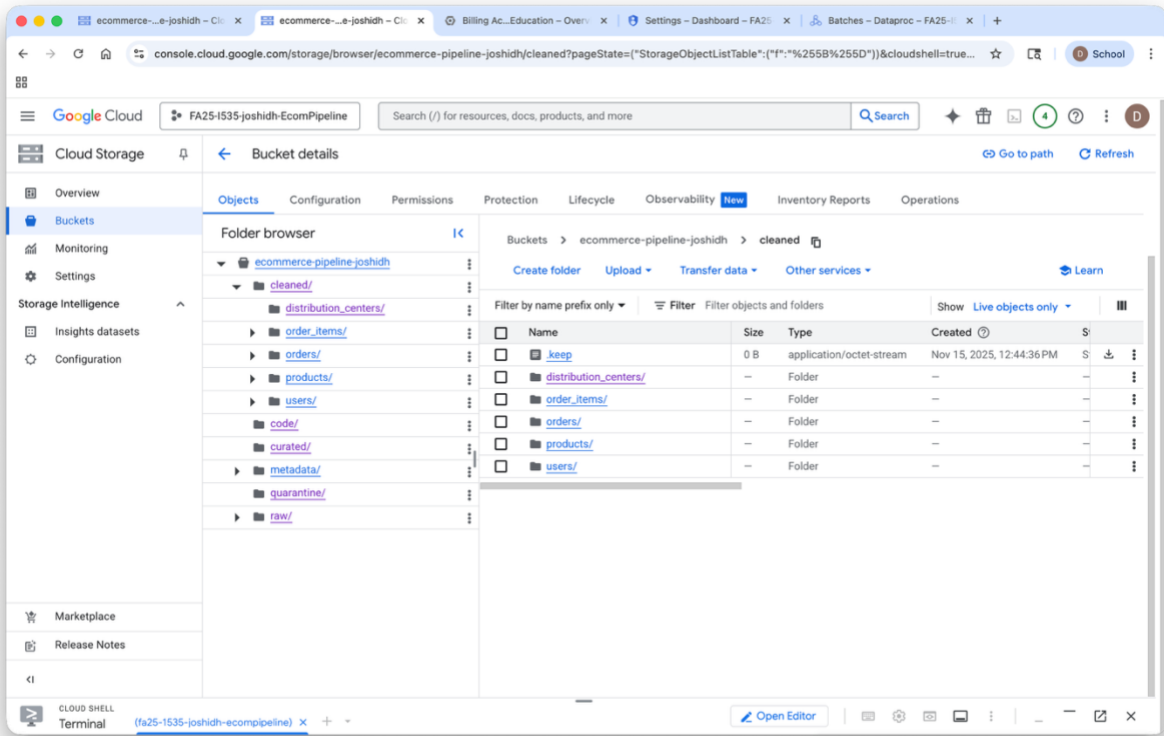 ecommerce-...e-joshidh – Clo
ecommerce-...e-joshidh – Clo
Billing Ac...Education – Overv
Settings – Dashboard – FA25
Batches – Dataproc – FA25-I
console.cloud.google.com/storage/browser/ecommerce-pipeline-joshidh/cleaned?pageState=("StorageObjectListTable":("f":"%255B%255D"))&cloudshell=true...
D School
Google Cloud
FA25-I535-joshidh-EcomPipeline
Search (/) for resources, docs, products, and more
Search
4
D
Cloud Storage
Bucket details
Go to path
Refresh
Overview
Buckets
Monitoring
Settings
Storage Intelligence
Insights datasets
Configuration
Marketplace
Release Notes
Objects
Configuration
Permissions
Protection
Lifecycle
Observability New
Inventory Reports
Operations
Folder browser
ecommerce-pipeline-joshidh
cleaned/
distribution_centers/
order_items/
orders/
products/
users/
code/
curated/
metadata/
quarantine/
raw/
Buckets > ecommerce-pipeline-joshidh > cleaned
Create folder
Upload
Transfer data
Other services
Learn
Filter by name prefix only
Filter
Filter objects and folders
Show Live objects only
Name Size Type Created
.keep 0 B application/octet-stream Nov 15, 2025, 12:44:36 PM
distribution_centers/ — Folder — —
order_items/ — Folder — —
orders/ — Folder — —
products/ — Folder — —
users/ — Folder — —
CLOUD SHELL
Terminal
(fa25-1535-joshidh-ecompipeline)
Open Editor